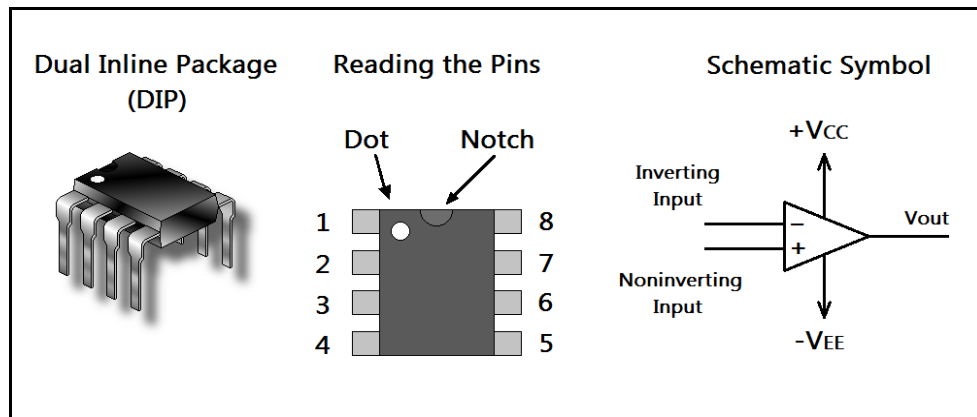 Dual Inline Package
(DIP)
Reading the Pins
Dot
Notch
1
8
2
7
3
6
4
5
Schematic Symbol
+VCC
Inverting
Input
−
+
Vout
Noninverting
Input
-VEE